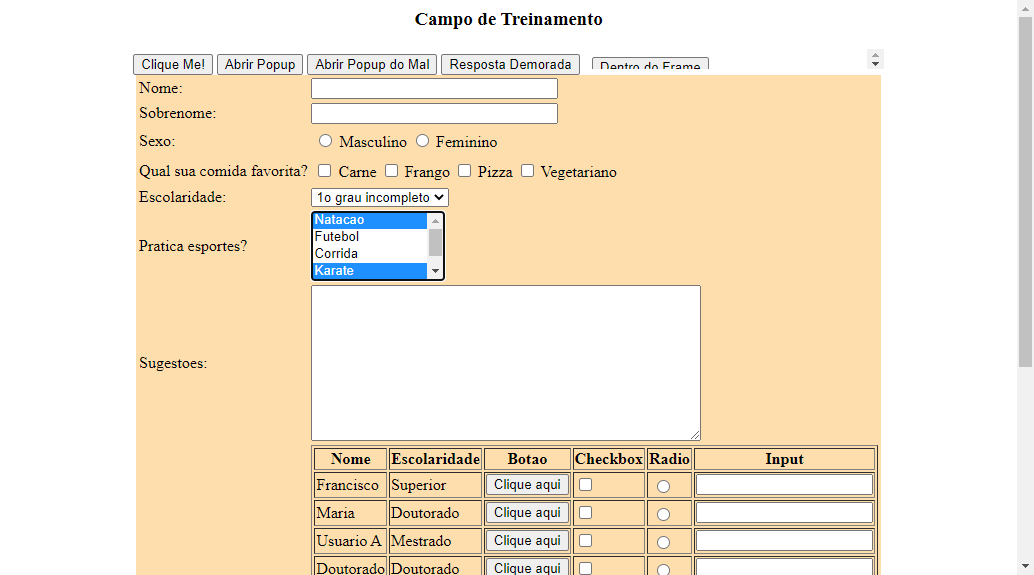 Campo de Treinamento
Clique Me! Abrir Popup Abrir Popup do Mal Resposta Demorada Dentro do Frame
Nome:
Sobrenome:
Sexo: Masculino Feminino
Qual sua comida favorita? Carne Frango Pizza Vegetariano
Escolaridade: 1o grau incompleto
Pratica esportes? Natacao
Futebol
Corrida
Karate
Sugestoes:
Nome Escolaridade Botao Checkbox Radio Input
Francisco Superior Clique aqui
Maria Doutorado Clique aqui
Usuario A Mestrado Clique aqui
Doutorado Doutorado Clique aqui